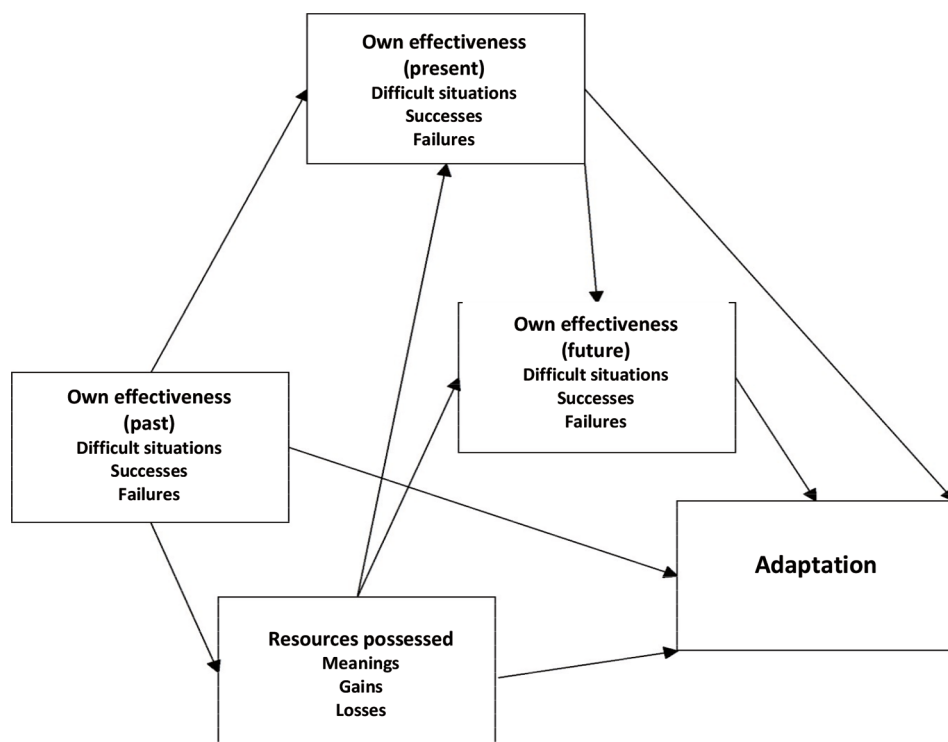 Own effectiveness
(present)
Difficult situations
Successes
Failures
Own effectiveness
(future)
Difficult situations
Successes
Failures
Own effectiveness
(past)
Difficult situations
Successes
Failures
Adaptation
Resources possessed
Meanings
Gains
Losses